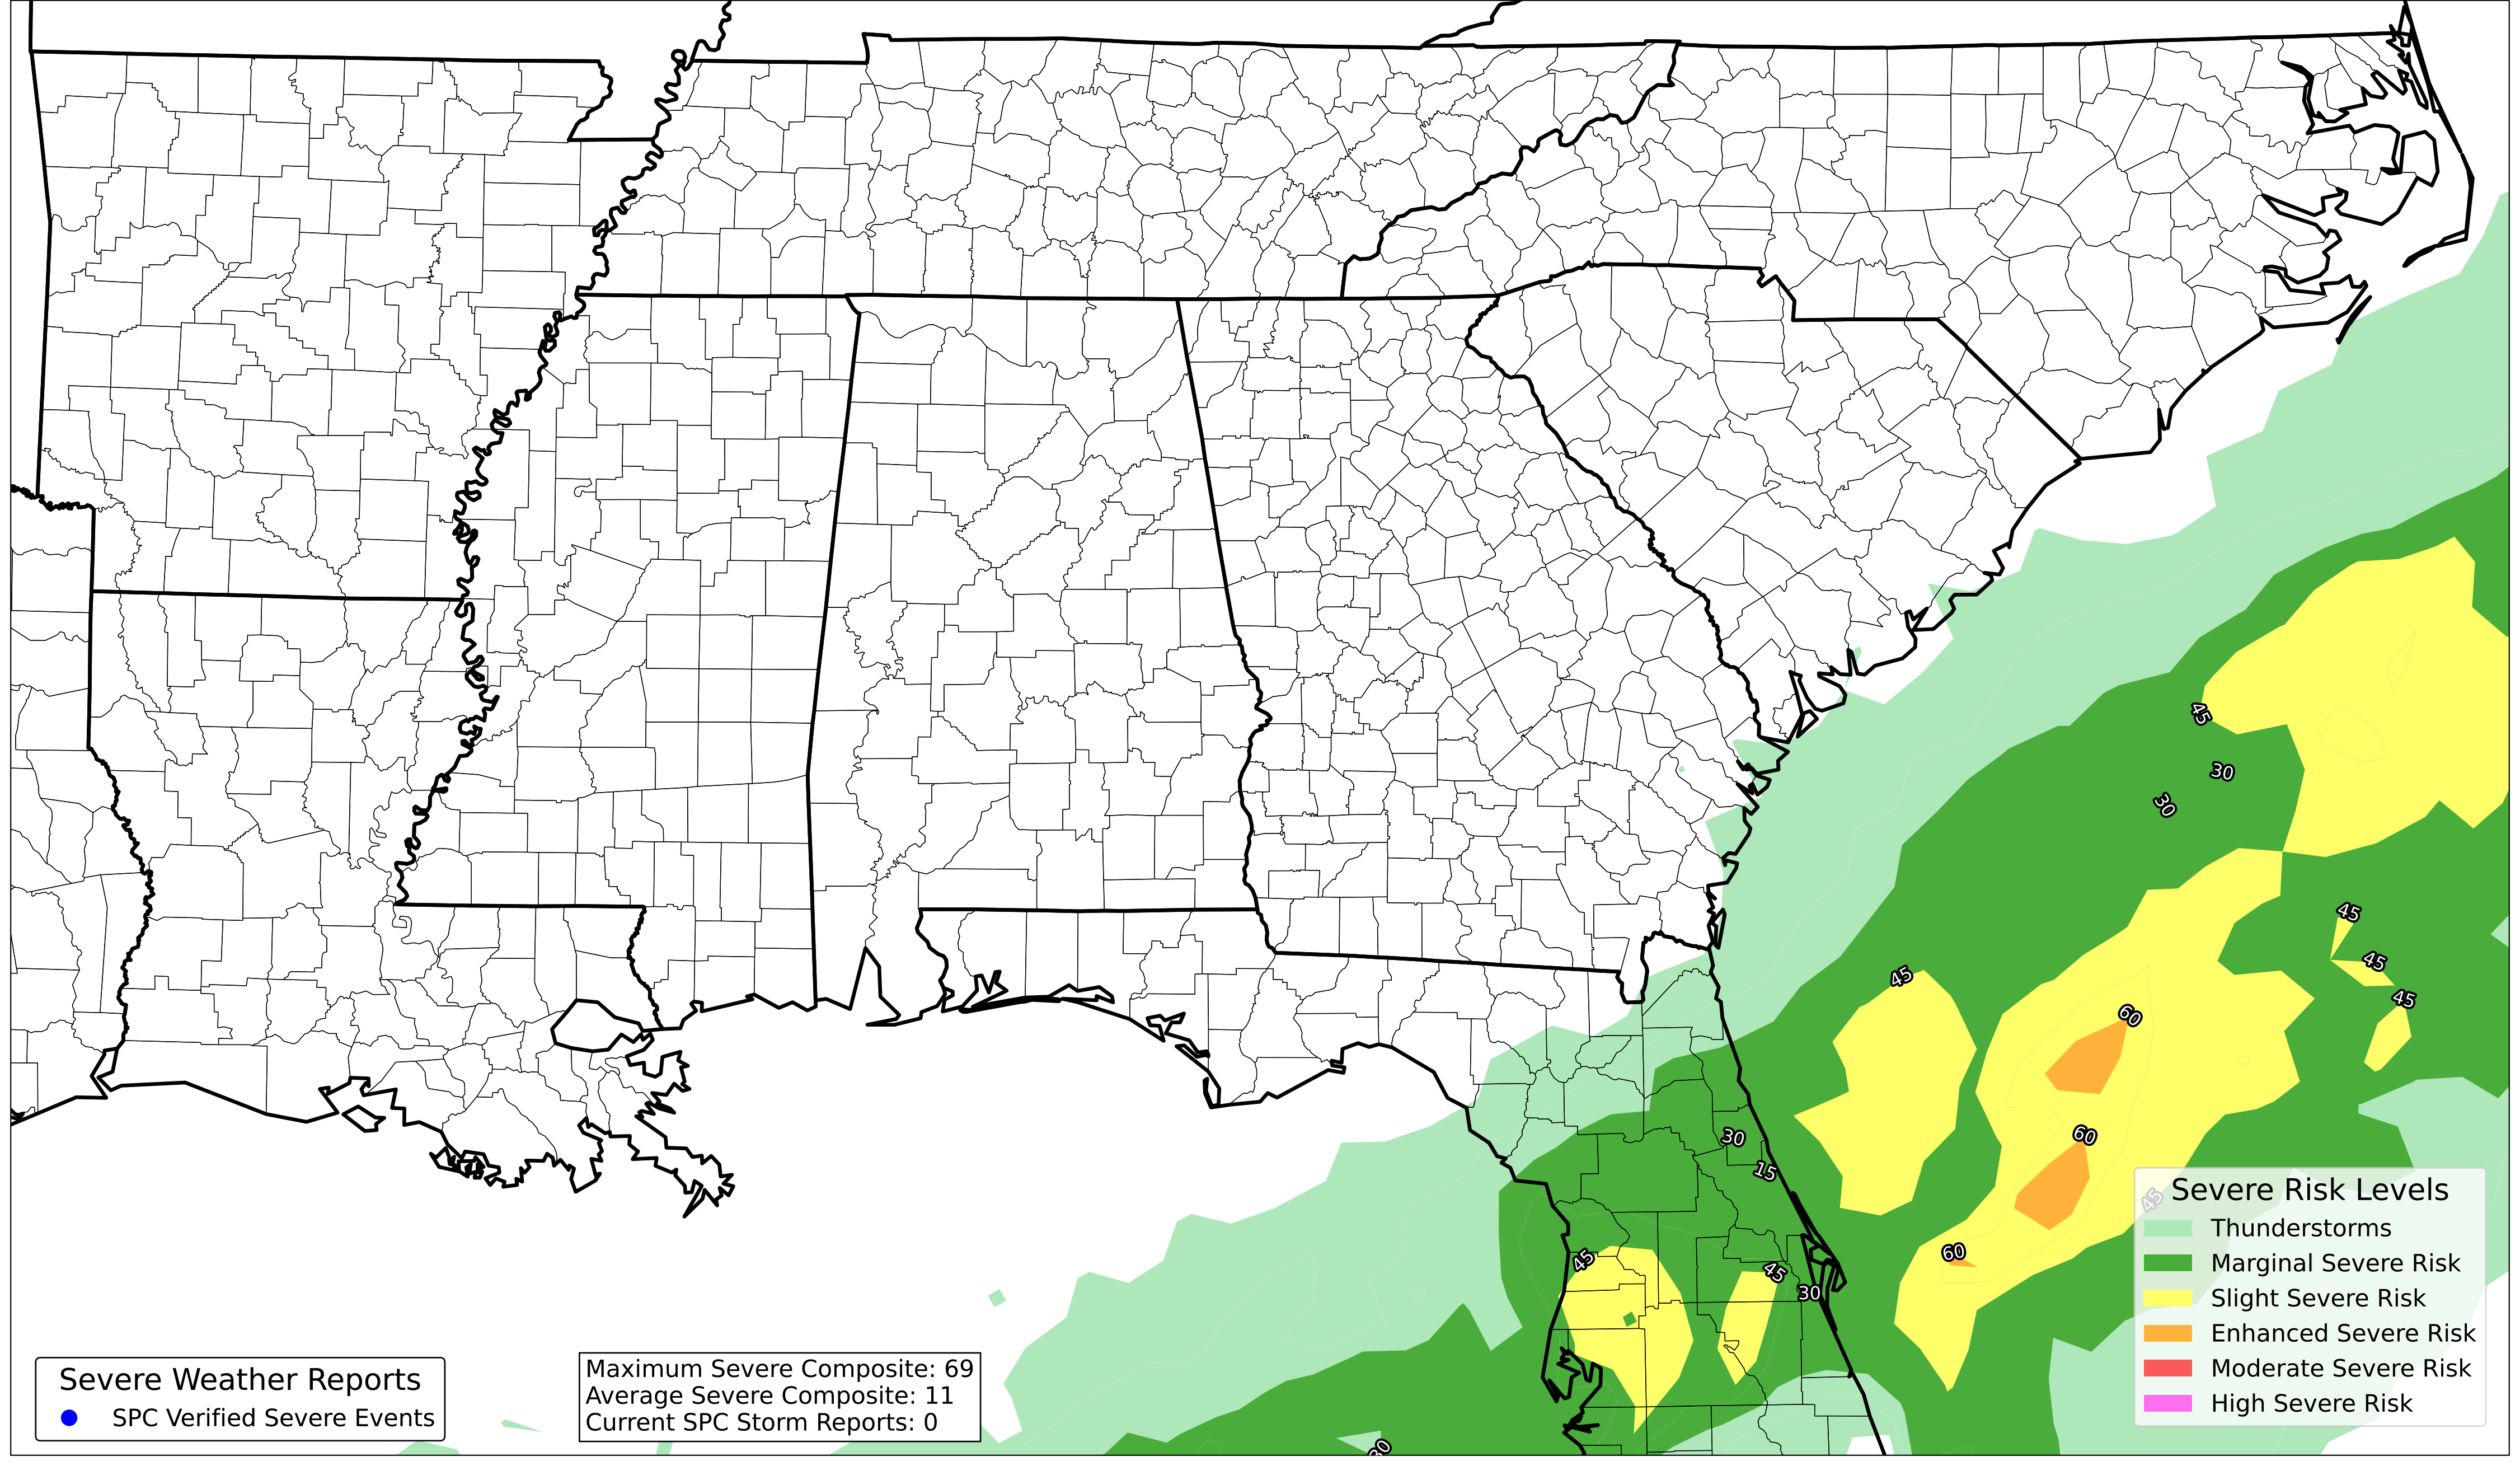 45
30
30
45
45
45
45
60
60
30
15
45
60
45
45
30
30
Severe Risk Levels
Thunderstorms
Marginal Severe Risk
Slight Severe Risk
Enhanced Severe Risk
Moderate Severe Risk
High Severe Risk
Severe Weather Reports
SPC Verified Severe Events
Maximum Severe Composite: 69
Average Severe Composite: 11
Current SPC Storm Reports: 0